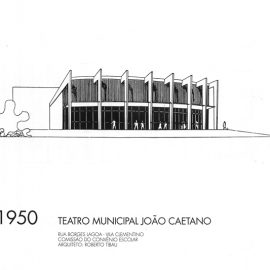 1950
TEATRO MUNICIPAL JOÃO CAETANO
RUA BORGES LAGOA - VILA CLEMENTINO
COMISSÃO DO CONVÊNIO ESCOLAR
ARQUITETO: ROBERTO TIBAU